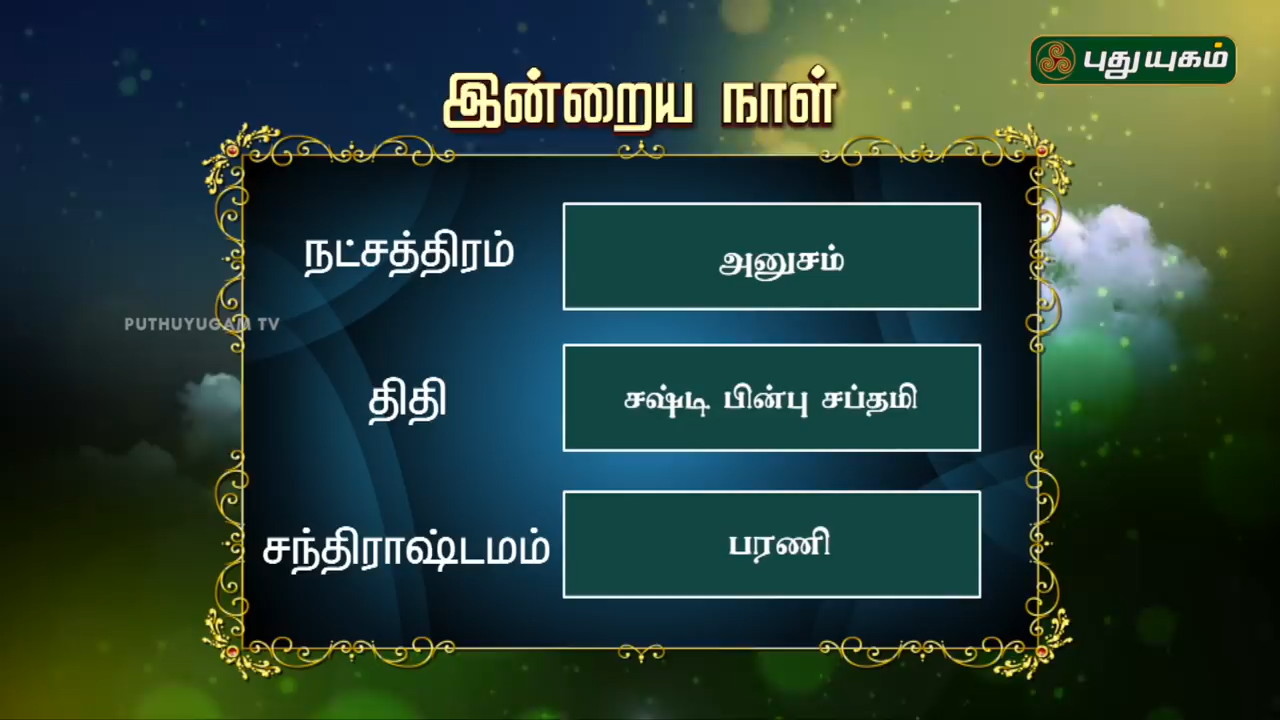 புதுயுகம்
இன்றைய நாள்
நட்சத்திரம்
அனுசம்
PUTHUYUGAM TV
திதி
சஷ்டி பின்பு சப்தமி
சந்திராஷ்டமம்
பரணி